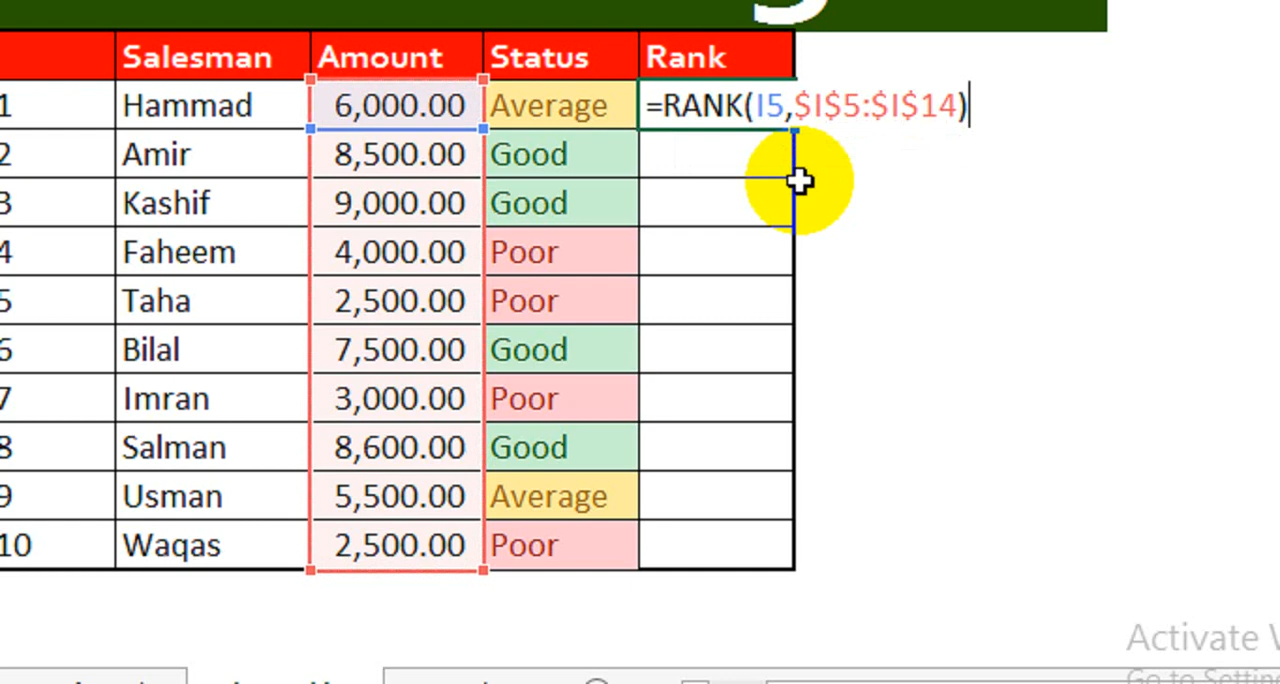 Salesman Amount Status Rank
1 Hammad 6,000.00 Average =RANK(I5,$I$5:$I$14)
2 Amir 8,500.00 Good
3 Kashif 9,000.00 Good
4 Faheem 4,000.00 Poor
5 Taha 2,500.00 Poor
6 Bilal 7,500.00 Good
7 Imran 3,000.00 Poor
8 Salman 8,600.00 Good
9 Usman 5,500.00 Average
10 Waqas 2,500.00 Poor
Activate
Go to